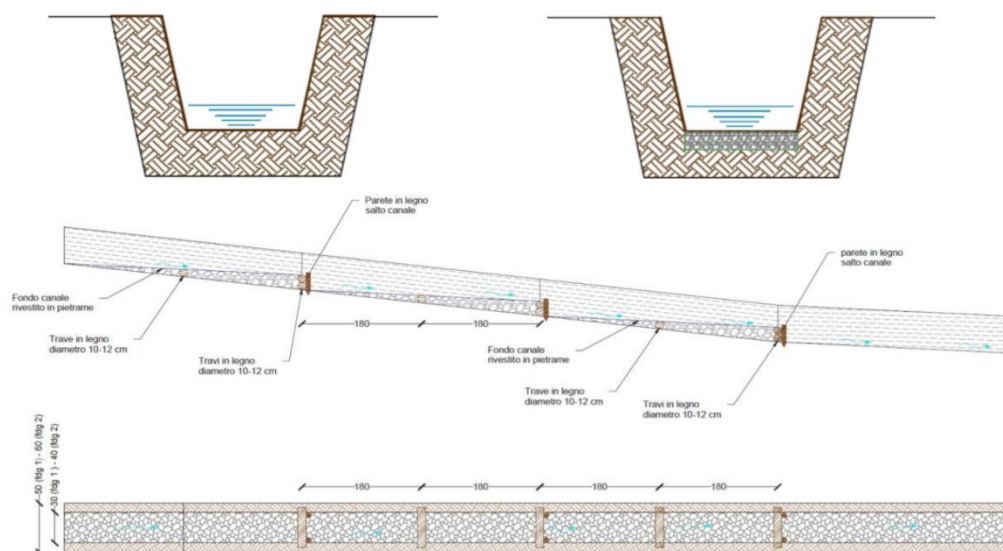 Parete in legno
salto canale
parete in legno
salto canale
Fondo canale
rivestito in pietrame
Trave in legno
diametro 10-12 cm
Travi in legno
diametro 10-12 cm
180
180
Fondo canale
rivestito in pietrame
Trave in legno
diametro 10-12 cm
Travi in legno
diametro 10-12 cm
50 (fdg 1) - 60 (fdg 2)
30 (fdg 1 ) - 40 (fdg 2)
180
180
180
180